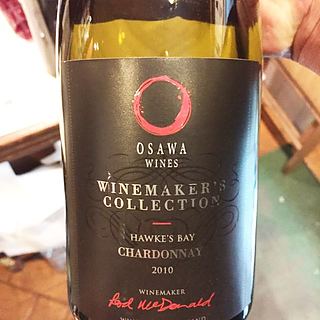 OSAWA
WINES
WINEMAKER'S
COLLECTION
HAWKE'S BAY
CHARDONNAY
2010
WINEMAKER
Rod McDonald